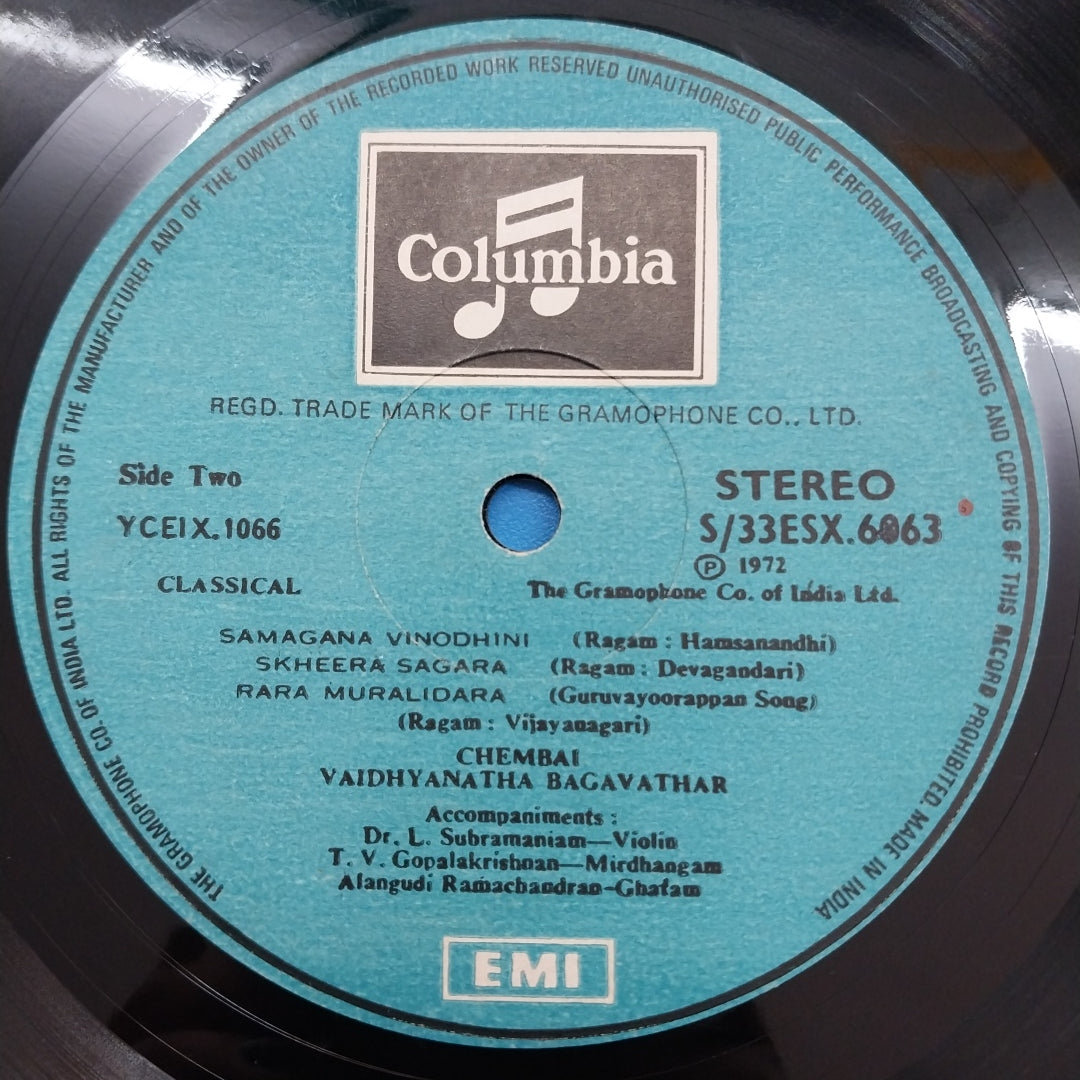 THE GRAMOPHONE CO. OF INDIA LTD. ALL RIGHTS OF THE MANUFACTURER AND OF THE OWNER OF THE RECORDED WORK RESERVED UNAUTHORISED PUBLIC PERFORMANCE BROADCASTING AND COPYING OF THIS RECORD PROHIBITED. MADE IN INDIA
Columbia
REGD. TRADE MARK OF THE GRAMOPHONE CO., LTD.
Side Two
STEREO
YCEIX.1066
S/33ESX.6063
℗ 1972
CLASSICAL
The Gramophone Co. of India Ltd.
SAMAGANA VINODHINI (Ragam : Hamsanandhi)
SKHEERA SAGARA (Ragam : Devagandari)
RARA MURALIDARA (Guruvayoorappan Song)
(Ragam : Vijayanagari)
CHEMBAI
VAIDHYANATHA BAGAVATHAR
Accompaniments :
Dr. L. Subramaniam—Violin
T. V. Gopalakrishnan—Mirdhangam
Alangudi Ramachandran-Ghatam
EMI